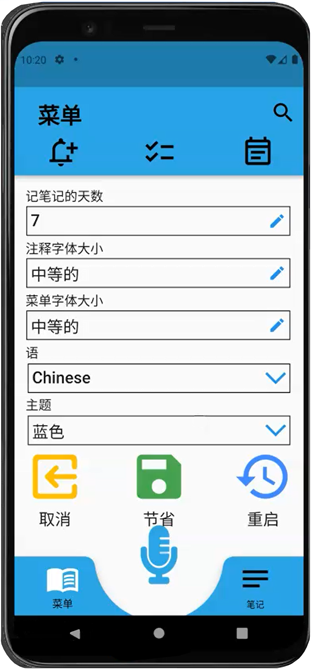 10:20
菜单
记笔记的天数
7
注释字体大小
中等的
菜单字体大小
中等的
语
Chinese
主题
蓝色
取消 节省 重启
菜单 笔记